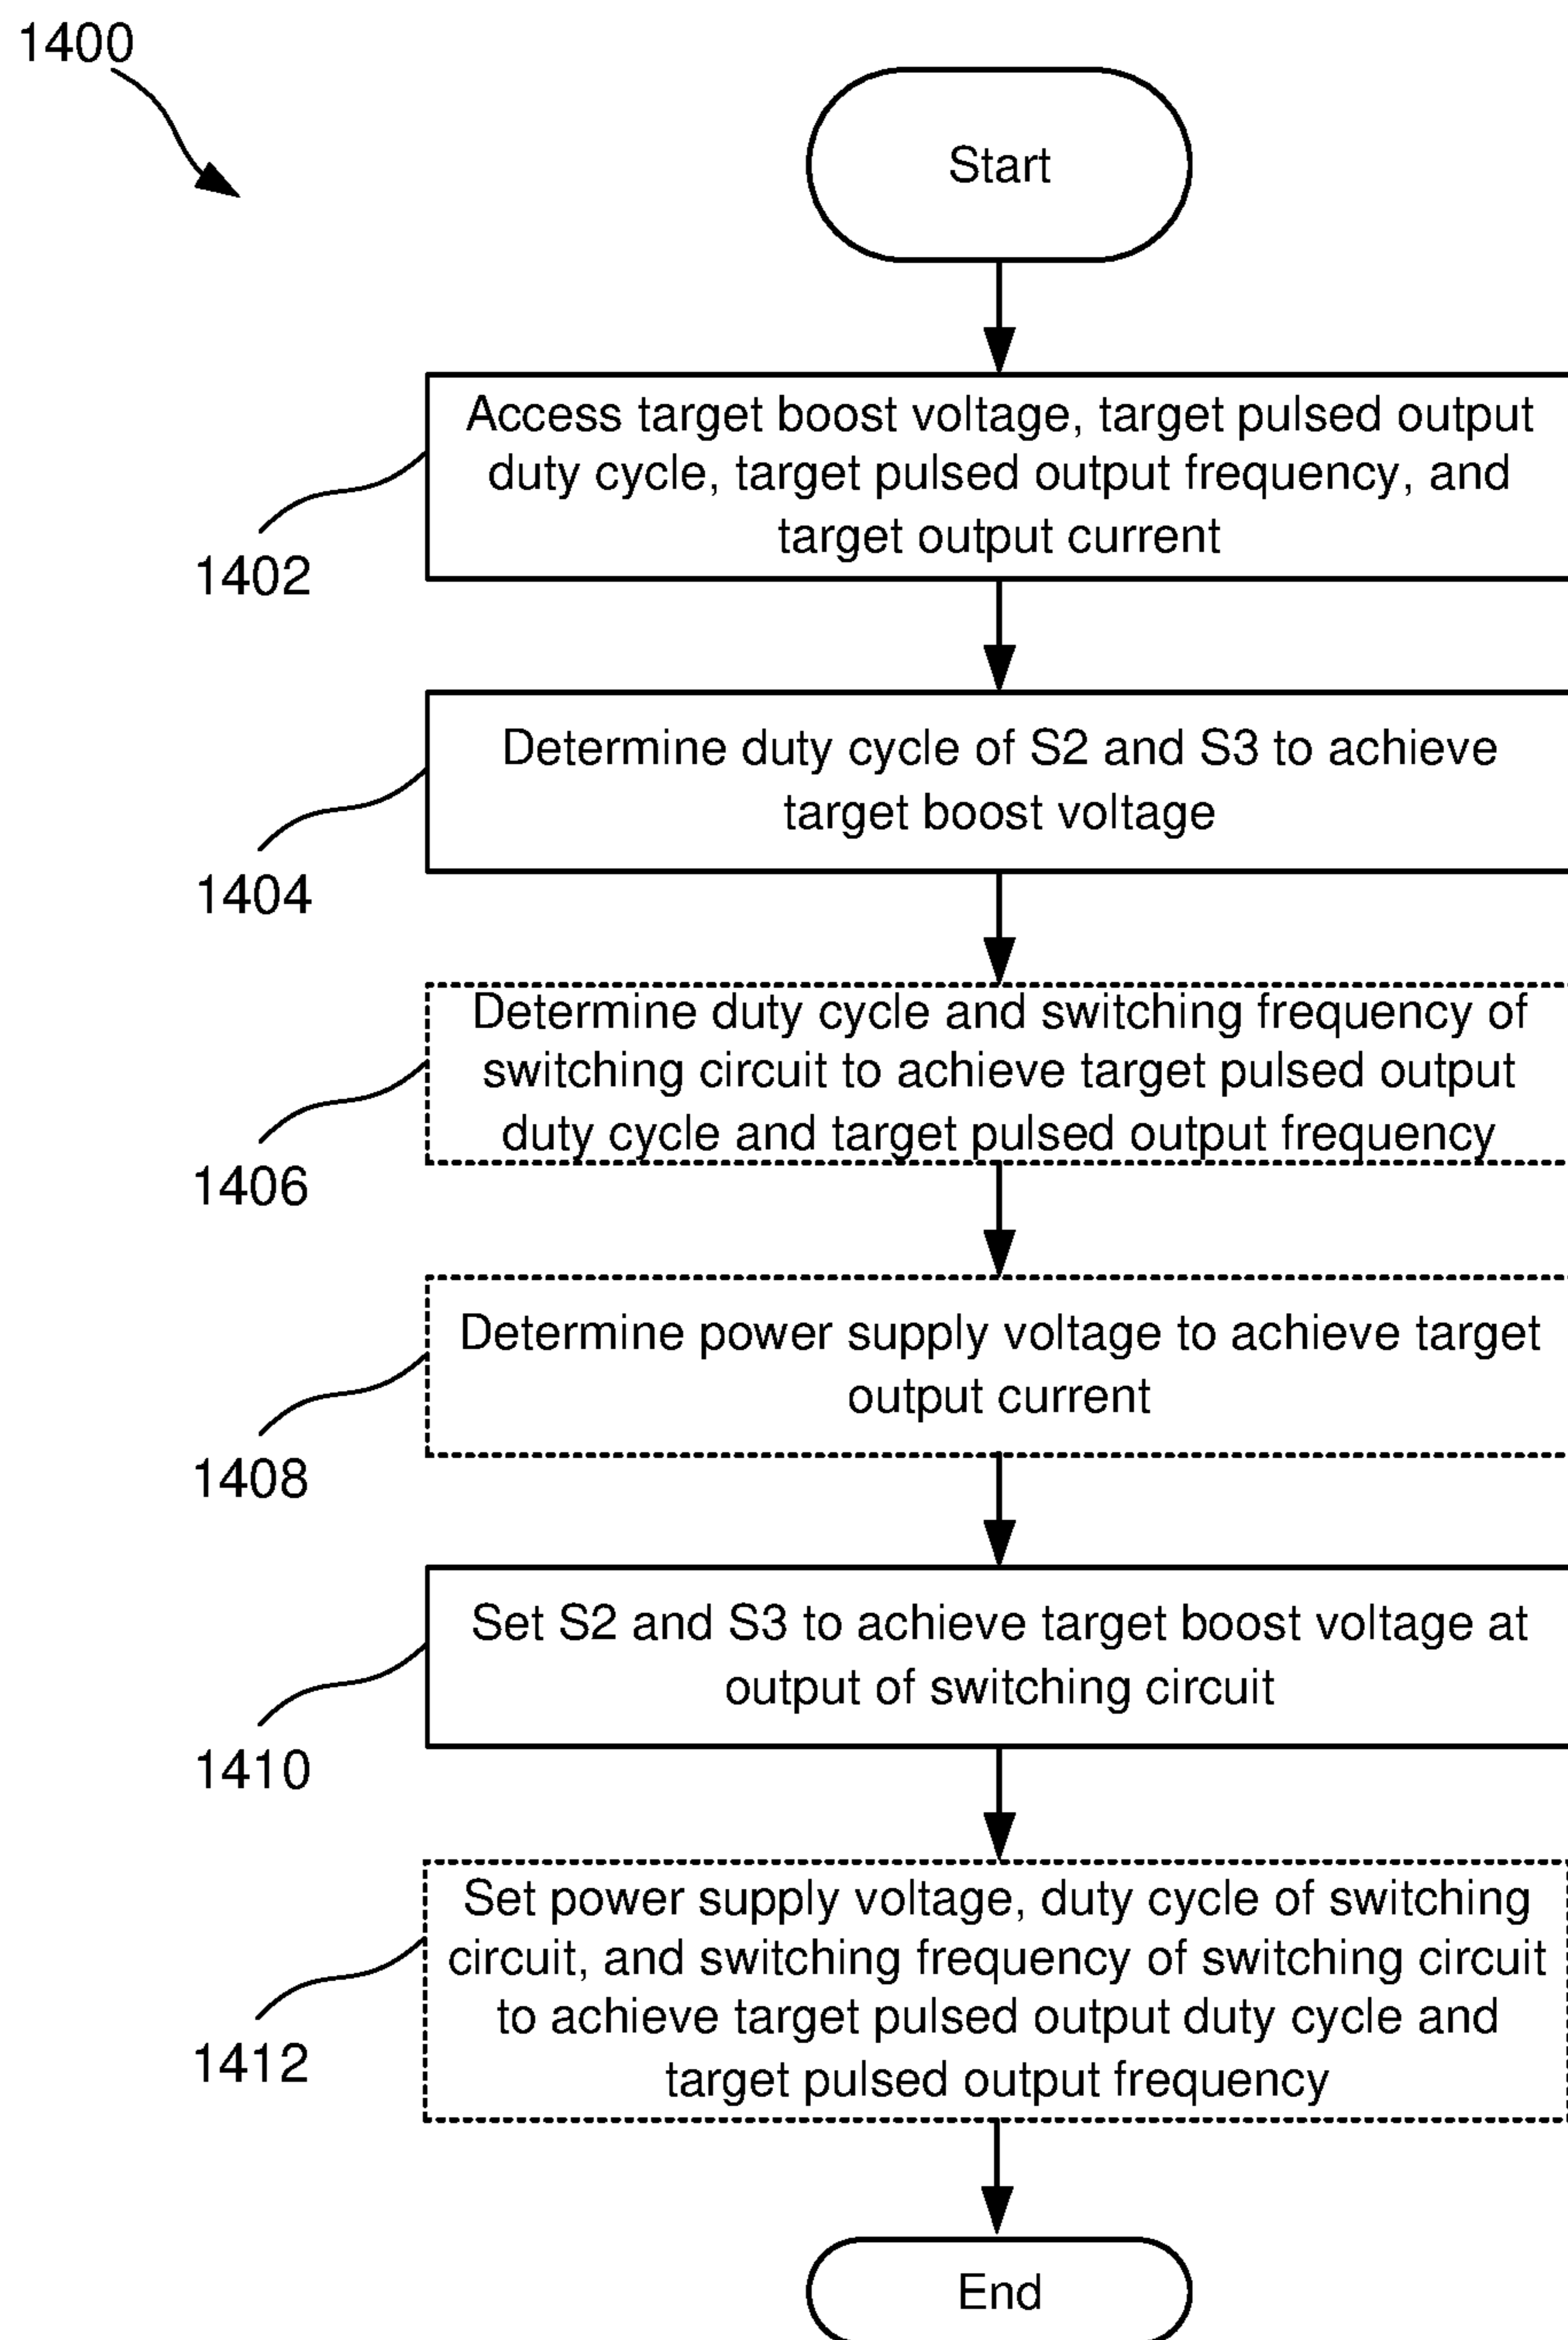 1400
Start
Access target boost voltage, target pulsed output
duty cycle, target pulsed output frequency, and
target output current
1402
Determine duty cycle of S2 and S3 to achieve
target boost voltage
1404
Determine duty cycle and switching frequency of
switching circuit to achieve target pulsed output
duty cycle and target pulsed output frequency
1406
Determine power supply voltage to achieve target
output current
1408
Set S2 and S3 to achieve target boost voltage at
output of switching circuit
1410
Set power supply voltage, duty cycle of switching
circuit, and switching frequency of switching circuit
to achieve target pulsed output duty cycle and
target pulsed output frequency
1412
End